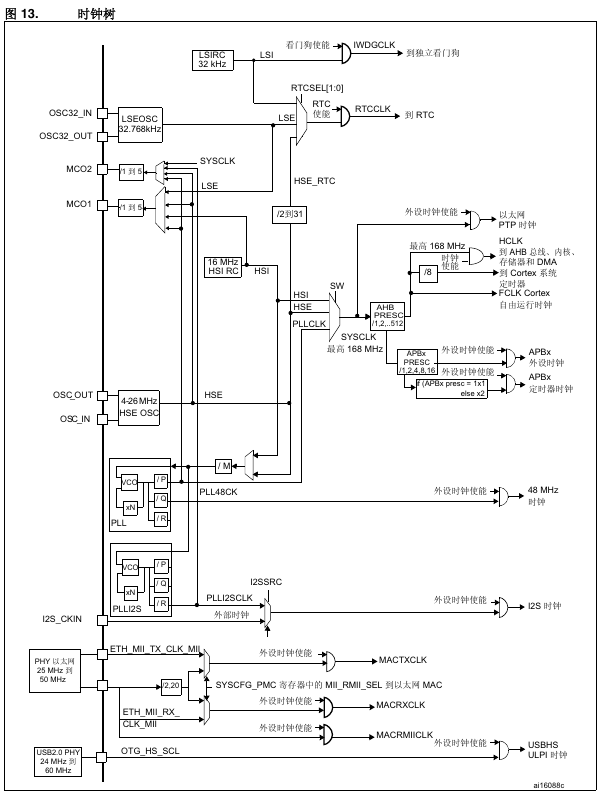 图 13. 时钟树
LSIRC
32 kHz
LSI
看门狗使能
IWDGCLK
到独立看门狗
RTCSEL[1:0]
OSC32_IN
OSC32_OUT
LSEOSC
32.768kHz
LSE
RTC
使能
RTCCLK
到 RTC
MCO2
/1 到 5
SYSCLK
LSE
HSE_RTC
MCO1
/1 到 5
/2到31
外设时钟使能
以太网
PTP 时钟
16 MHz
HSI RC
HSI
最高 168 MHz
时钟
使能
HCLK
到 AHB 总线、内核、
存储器和 DMA
/8
到 Cortex 系统
定时器
FCLK Cortex
自由运行时钟
SW
HSI
HSE
PLLCLK
SYSCLK
最高 168 MHz
AHB
PRESC
/1,2,..512
APBx
PRESC
/1,2,4,8,16
外设时钟使能
APBx
外设时钟
外设时钟使能
if (APBx presc = 1x1
else x2
APBx
定时器时钟
OSC_OUT
OSC_IN
4-26 MHz
HSE OSC
HSE
/ M
VCO
xN
/ P
/ Q
/ R
PLL
PLL48CK
外设时钟使能
48 MHz
时钟
VCO
xN
/ P
/ Q
/ R
PLLI2S
I2SSRC
PLLI2SCLK
外部时钟
外设时钟使能
I2S 时钟
I2S_CKIN
PHY 以太网
25 MHz 到
50 MHz
ETH_MII_TX_CLK_MII
外设时钟使能
MACTXCLK
/2,20
SYSCFG_PMC 寄存器中的 MII_RMII_SEL 到以太网 MAC
ETH_MII_RX_
CLK_MII
外设时钟使能
MACRXCLK
外设时钟使能
MACRMIICLK
USB2.0 PHY
24 MHz 到
60 MHz
OTG_HS_SCL
外设时钟使能
USBHS
ULPI 时钟
ai16088c